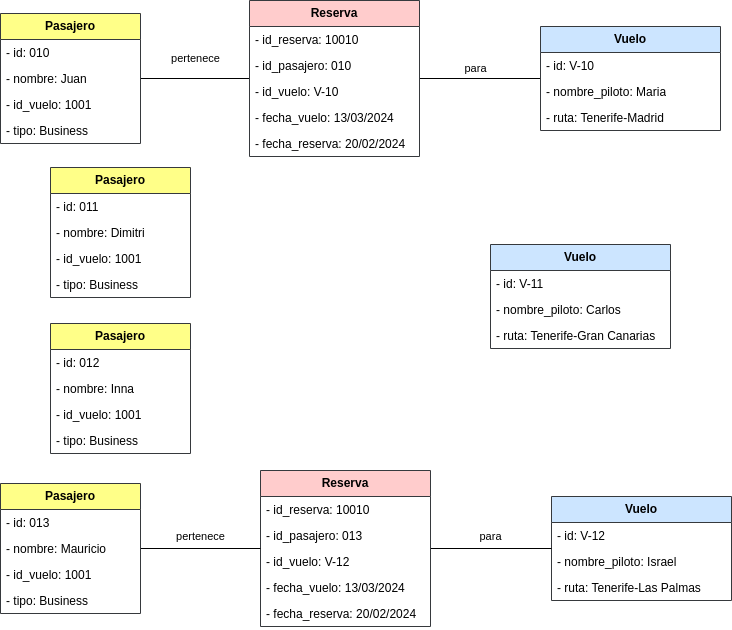 Pasajero
- id: 010
- nombre: Juan
- id_vuelo: 1001
- tipo: Business
pertenece
Reserva
- id_reserva: 10010
- id_pasajero: 010
- id_vuelo: V-10
- fecha_vuelo: 13/03/2024
- fecha_reserva: 20/02/2024
para
Vuelo
- id: V-10
- nombre_piloto: Maria
- ruta: Tenerife-Madrid
Pasajero
- id: 011
- nombre: Dimitri
- id_vuelo: 1001
- tipo: Business
Vuelo
- id: V-11
- nombre_piloto: Carlos
- ruta: Tenerife-Gran Canarias
Pasajero
- id: 012
- nombre: Inna
- id_vuelo: 1001
- tipo: Business
Pasajero
- id: 013
- nombre: Mauricio
- id_vuelo: 1001
- tipo: Business
pertenece
Reserva
- id_reserva: 10010
- id_pasajero: 013
- id_vuelo: V-12
- fecha_vuelo: 13/03/2024
- fecha_reserva: 20/02/2024
para
Vuelo
- id: V-12
- nombre_piloto: Israel
- ruta: Tenerife-Las Palmas